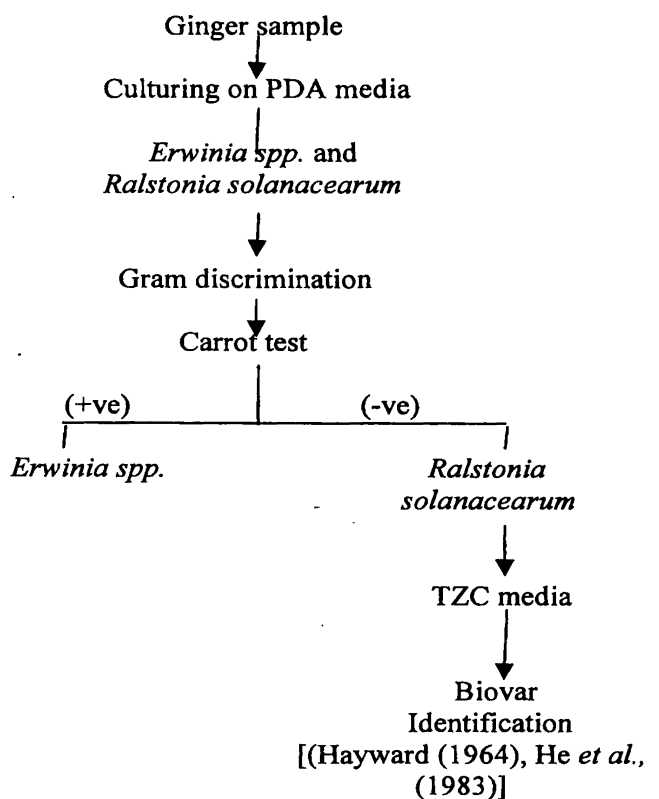 Ginger sample
Culturing on PDA media
Erwinia spp. and
Ralstonia solanacearum
Gram discrimination
Carrot test
(+ve)
(-ve)
Erwinia spp.
Ralstonia
solanacearum
TZC media
Biovar
Identification
[(Hayward (1964), He et al.,
(1983)]